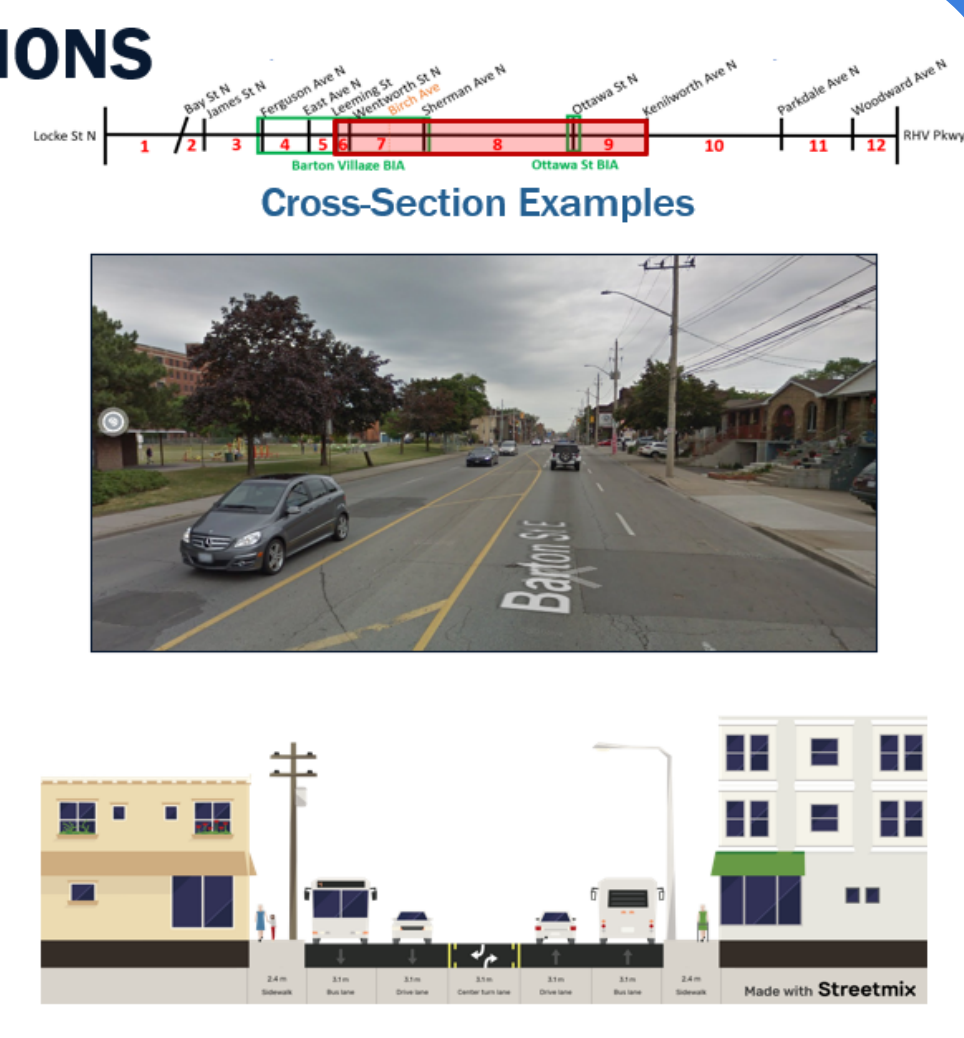 IONS
Bay St N
James St N
Ferguson Ave N
East Ave N
Leeming St
Wentworth St N
Birch Ave
Sherman Ave N
Ottawa St N
Kenilworth Ave N
Parkdale Ave N
Woodward Ave N
Locke St N
RHV Pkwy
1 2 3 4 5 6 7 8 9 10 11 12
Barton Village BIA
Ottawa St BIA
Cross-Section Examples
Barton St E
2.4 m 3.1 m 3.1 m 3.1 m 3.1 m 3.1 m 2.4 m
Sidewalk Bus lane Drive lane Center turn lane Drive lane Bus lane Sidewalk
Made with Streetmix